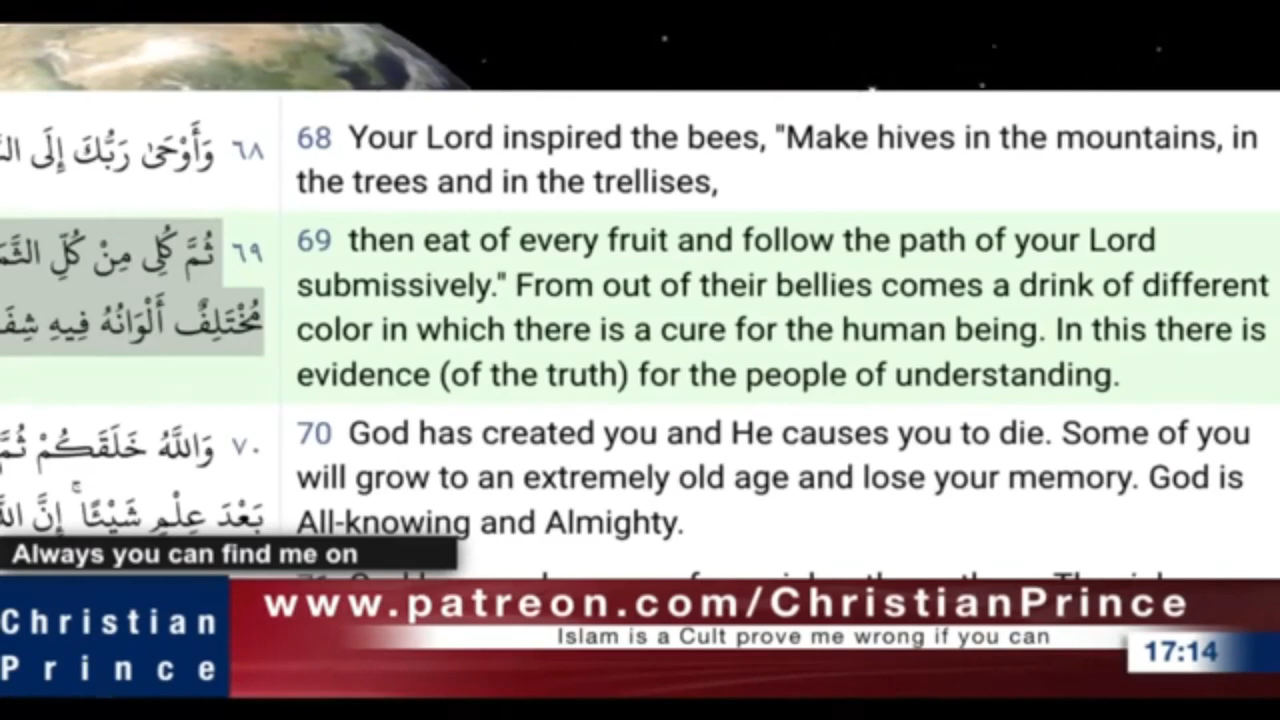 ٦٨ وَأَوْحَىٰ رَبُّكَ إِلَى
68 Your Lord inspired the bees, "Make hives in the mountains, in
the trees and in the trellises,
٦٩ ثُمَّ كُلِى مِنْ كُلِّ
مُخْتَلِفٌ أَلْوَانُهُ فِيهِ
69 then eat of every fruit and follow the path of your Lord
submissively." From out of their bellies comes a drink of different
color in which there is a cure for the human being. In this there is
evidence (of the truth) for the people of understanding.
٧٠ وَاللَّهُ خَلَقَكُمْ ثُمَّ
بَعْدَ عِلْمٍ شَيْئًا ۚ إِنَّ
70 God has created you and He causes you to die. Some of you
will grow to an extremely old age and lose your memory. God is
All-knowing and Almighty.
Always you can find me on
Christian
Prince
www.patreon.com/ChristianPrince
Islam is a Cult prove me wrong if you can
17:14